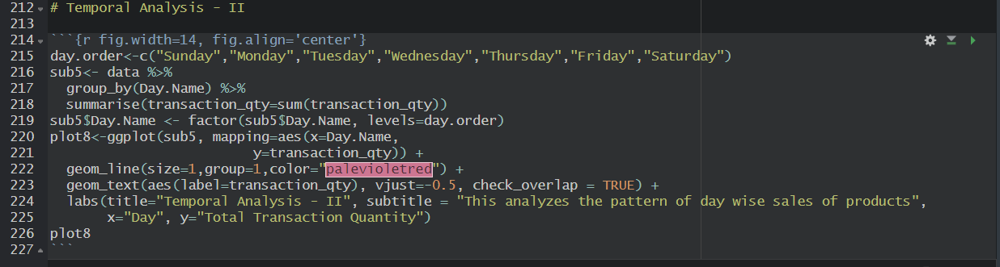 212 # Temporal Analysis - II
213
214 ```{r fig.width=14, fig.align='center'}
215 day.order<-c("Sunday","Monday","Tuesday","Wednesday","Thursday","Friday","Saturday")
216 sub5<- data %>%
217   group_by(Day.Name) %>%
218   summarise(transaction_qty=sum(transaction_qty))
219 sub5$Day.Name <- factor(sub5$Day.Name, levels=day.order)
220 plot8<-ggplot(sub5, mapping=aes(x=Day.Name,
221                         y=transaction_qty)) +
222   geom_line(size=1,group=1,color="palevioletred") +
223   geom_text(aes(label=transaction_qty), vjust=-0.5, check_overlap = TRUE) +
224   labs(title="Temporal Analysis - II", subtitle = "This analyzes the pattern of day wise sales of products",
225        x="Day", y="Total Transaction Quantity")
226 plot8
227 ```